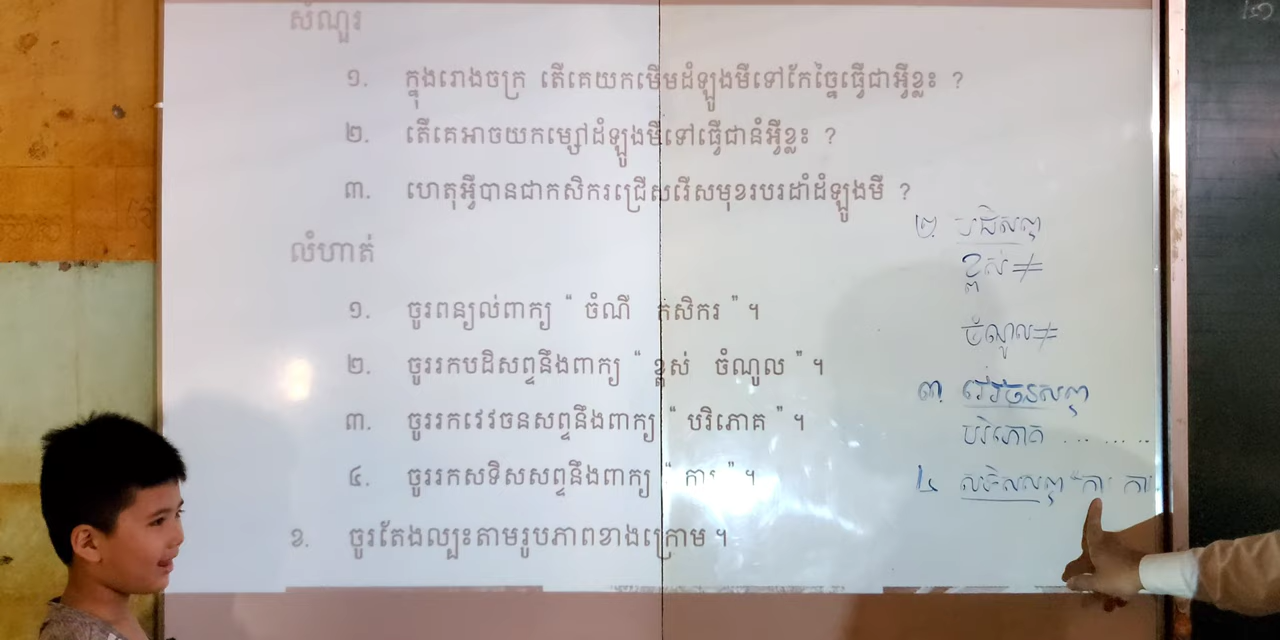 សំណួរ
១. ក្នុងរោងចក្រ តើគេយកមើមដំឡូងមីទៅកែច្នៃធ្វើជាអ្វីខ្លះ ?
២. តើគេអាចយកម្សៅដំឡូងមីទៅធ្វើជានំអ្វីខ្លះ ?
៣. ហេតុអ្វីបានជាកសិករជ្រើសរើសមុខរបរដាំដំឡូងមី ?
លំហាត់
១. ចូរពន្យល់ពាក្យ “ ចំណី កសិករ ” ។
២. ចូររកបដិសព្ទនឹងពាក្យ “ ខ្ពស់ ចំណូល ” ។
៣. ចូររកវេវចនសព្ទនឹងពាក្យ “ បរិភោគ ” ។
៤. ចូររកសទិសសព្ទនឹងពាក្យ “ ការ ” ។
ខ. ចូរតែងល្បះតាមរូបភាពខាងក្រោម ។
២. បដិសព្ទ
ខ្ពស់ ≠
ចំណូល ≠
៣. វេវចនសព្ទ
បរិភោគ ... ... ..
៤ សទិសសព្ទ “ការ ការ